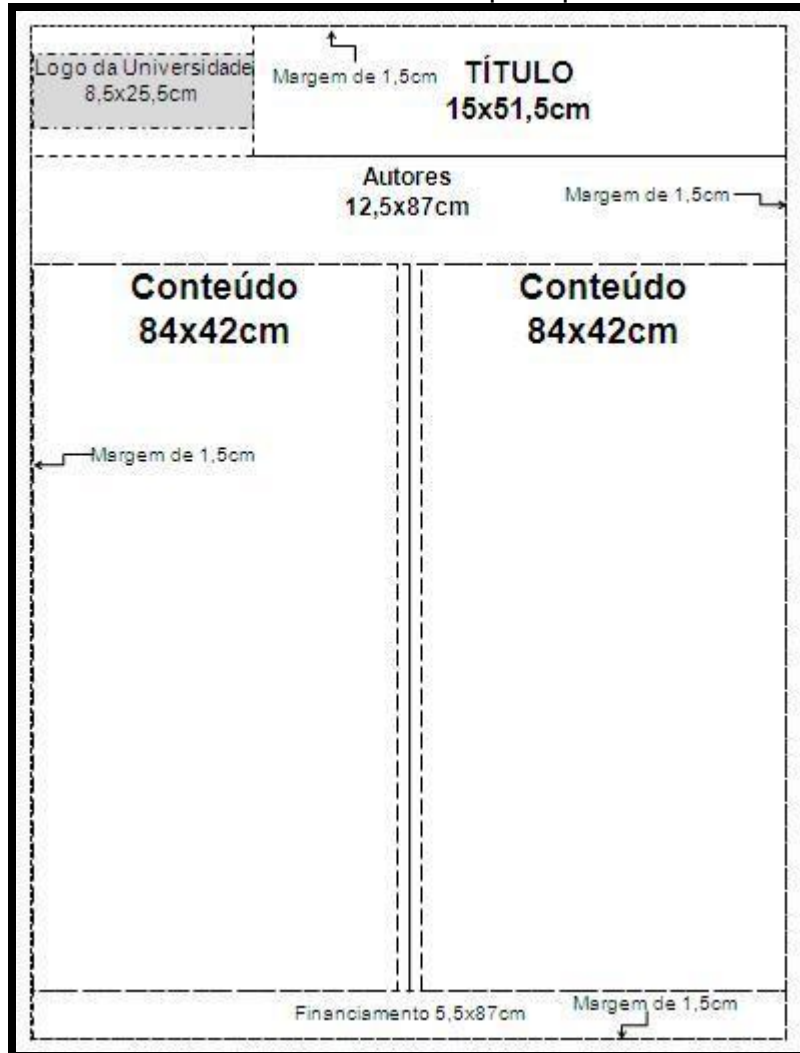 Logo da Universidade
8,5x25,5cm
Margem de 1,5cm
TÍTULO
15x51,5cm
Autores
12,5x87cm
Margem de 1,5cm
Conteúdo
84x42cm
Conteúdo
84x42cm
Margem de 1,5cm
Financiamento 5,5x87cm
Margem de 1,5cm